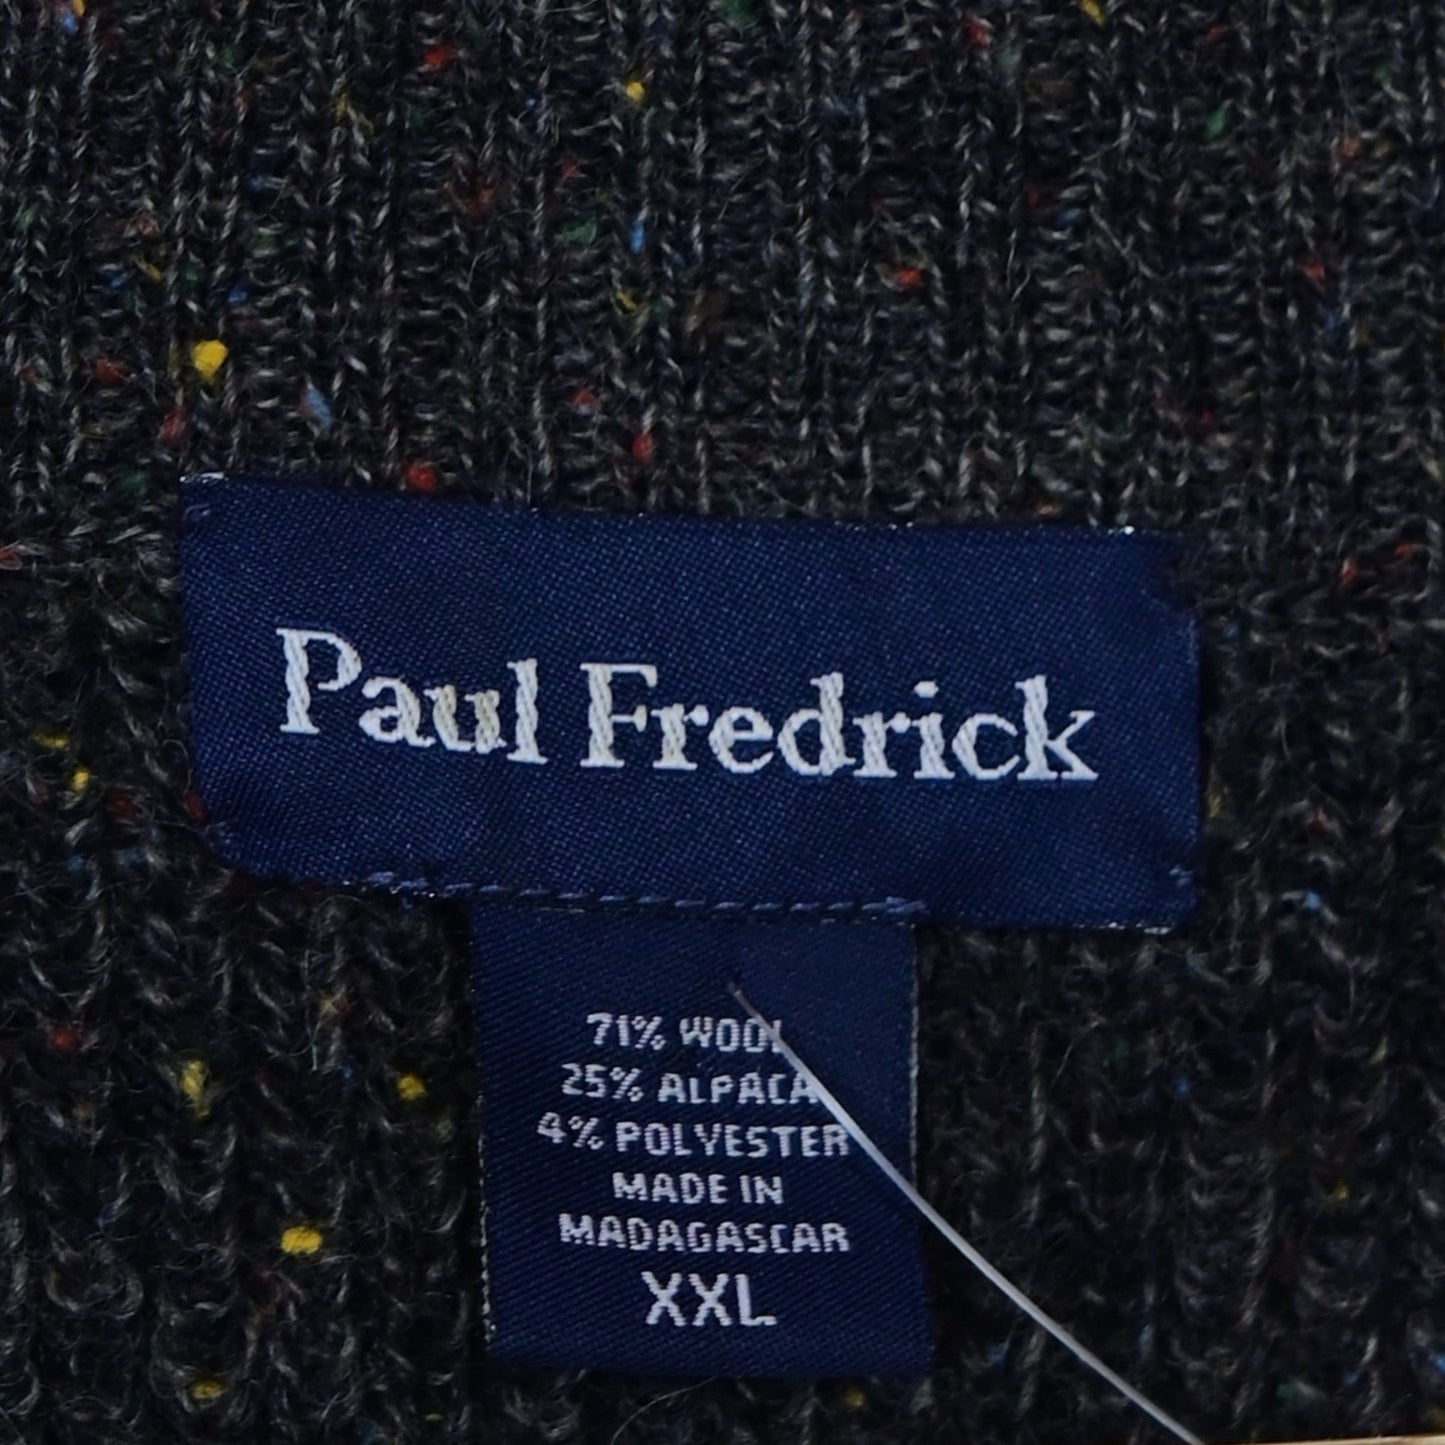 Paul Fredrick
71% WOOL
25% ALPACA
4% POLYESTER
MADE IN
MADAGASCAR
XXL